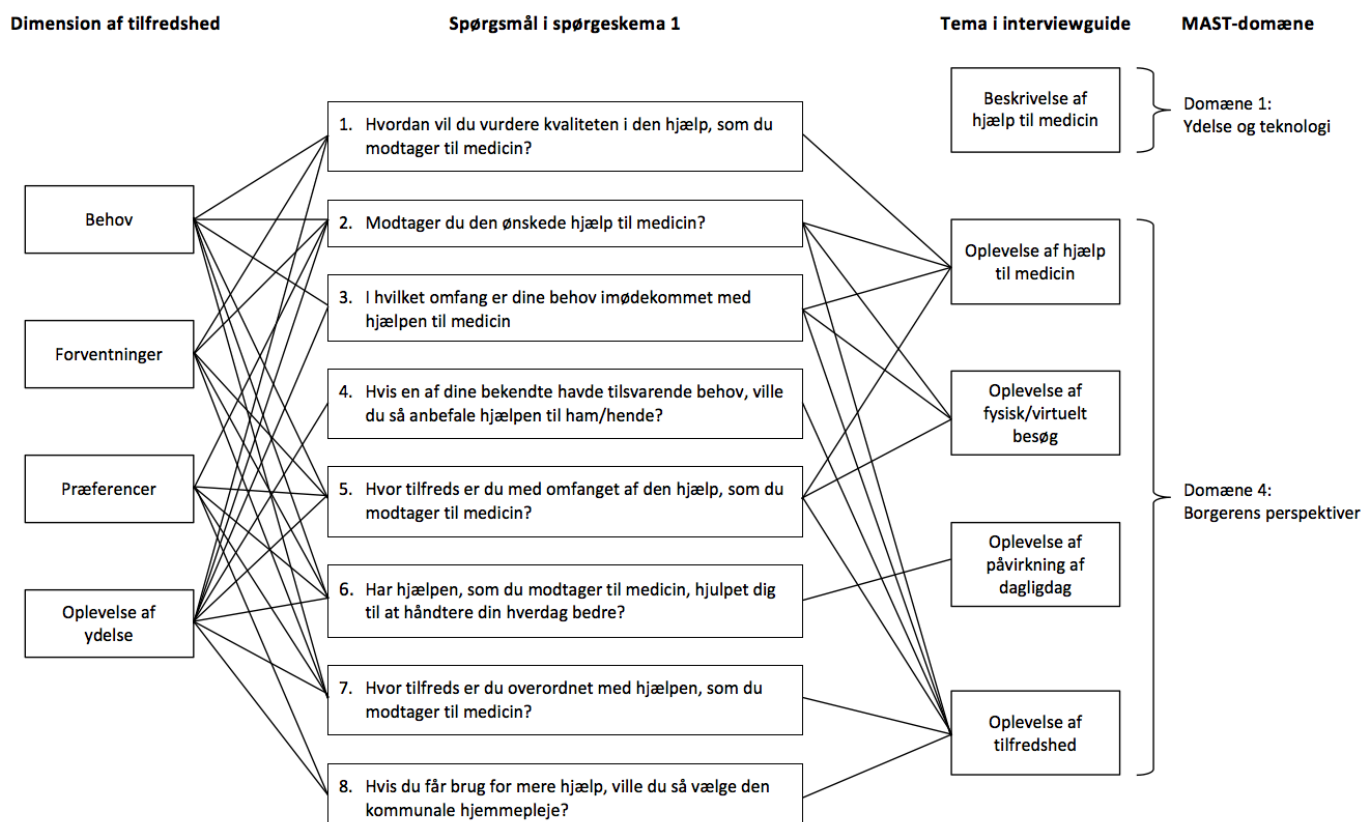 Dimension af tilfredshed
Spørgsmål i spørgeskema 1
Tema i interviewguide
MAST-domæne
Behov
Forventninger
Præferencer
Oplevelse af
ydelse
1. Hvordan vil du vurdere kvaliteten i den hjælp, som du
modtager til medicin?
2. Modtager du den ønskede hjælp til medicin?
3. I hvilket omfang er dine behov imødekommet med
hjælpen til medicin
4. Hvis en af dine bekendte havde tilsvarende behov, ville
du så anbefale hjælpen til ham/hende?
5. Hvor tilfreds er du med omfanget af den hjælp, som du
modtager til medicin?
6. Har hjælpen, som du modtager til medicin, hjulpet dig
til at håndtere din hverdag bedre?
7. Hvor tilfreds er du overordnet med hjælpen, som du
modtager til medicin?
8. Hvis du får brug for mere hjælp, ville du så vælge den
kommunale hjemmepleje?
Beskrivelse af
hjælp til medicin
Oplevelse af hjælp
til medicin
Oplevelse af
fysisk/virtuelt
besøg
Oplevelse af
påvirkning af
dagligdag
Oplevelse af
tilfredshed
Domæne 1:
Ydelse og teknologi
Domæne 4:
Borgerens perspektiver